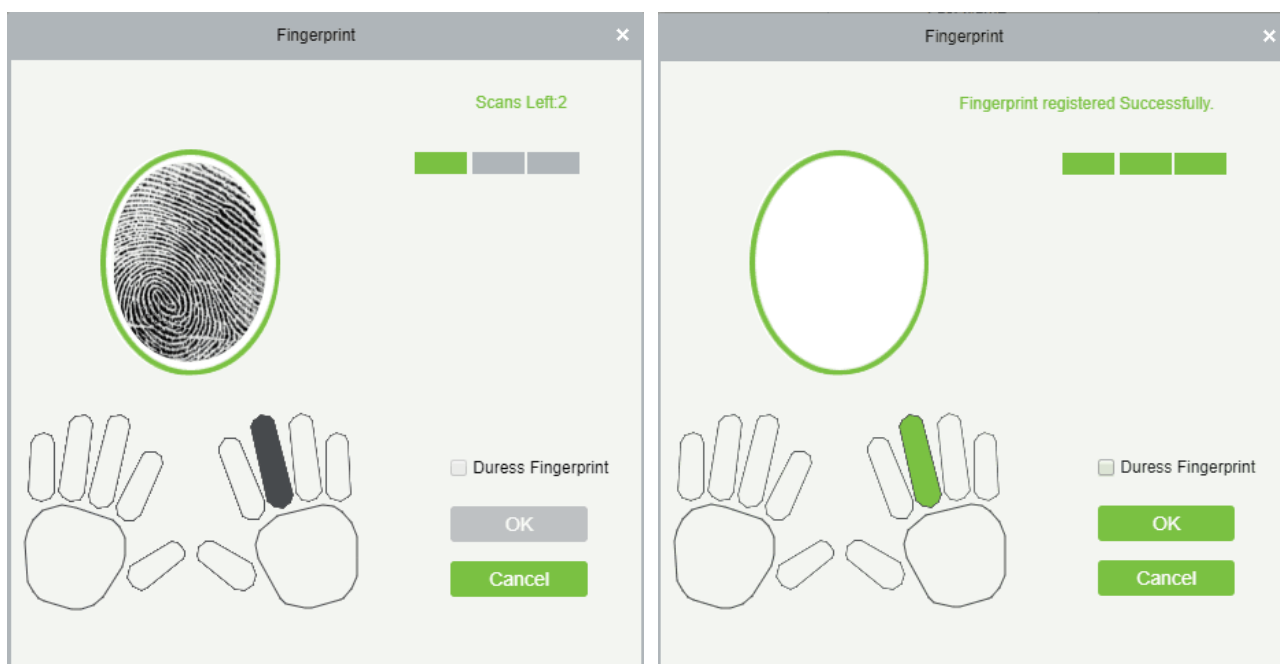 Fingerprint
×
Scans Left:2
Duress Fingerprint
OK
Cancel
Fingerprint
×
Fingerprint registered Successfully.
Duress Fingerprint
OK
Cancel